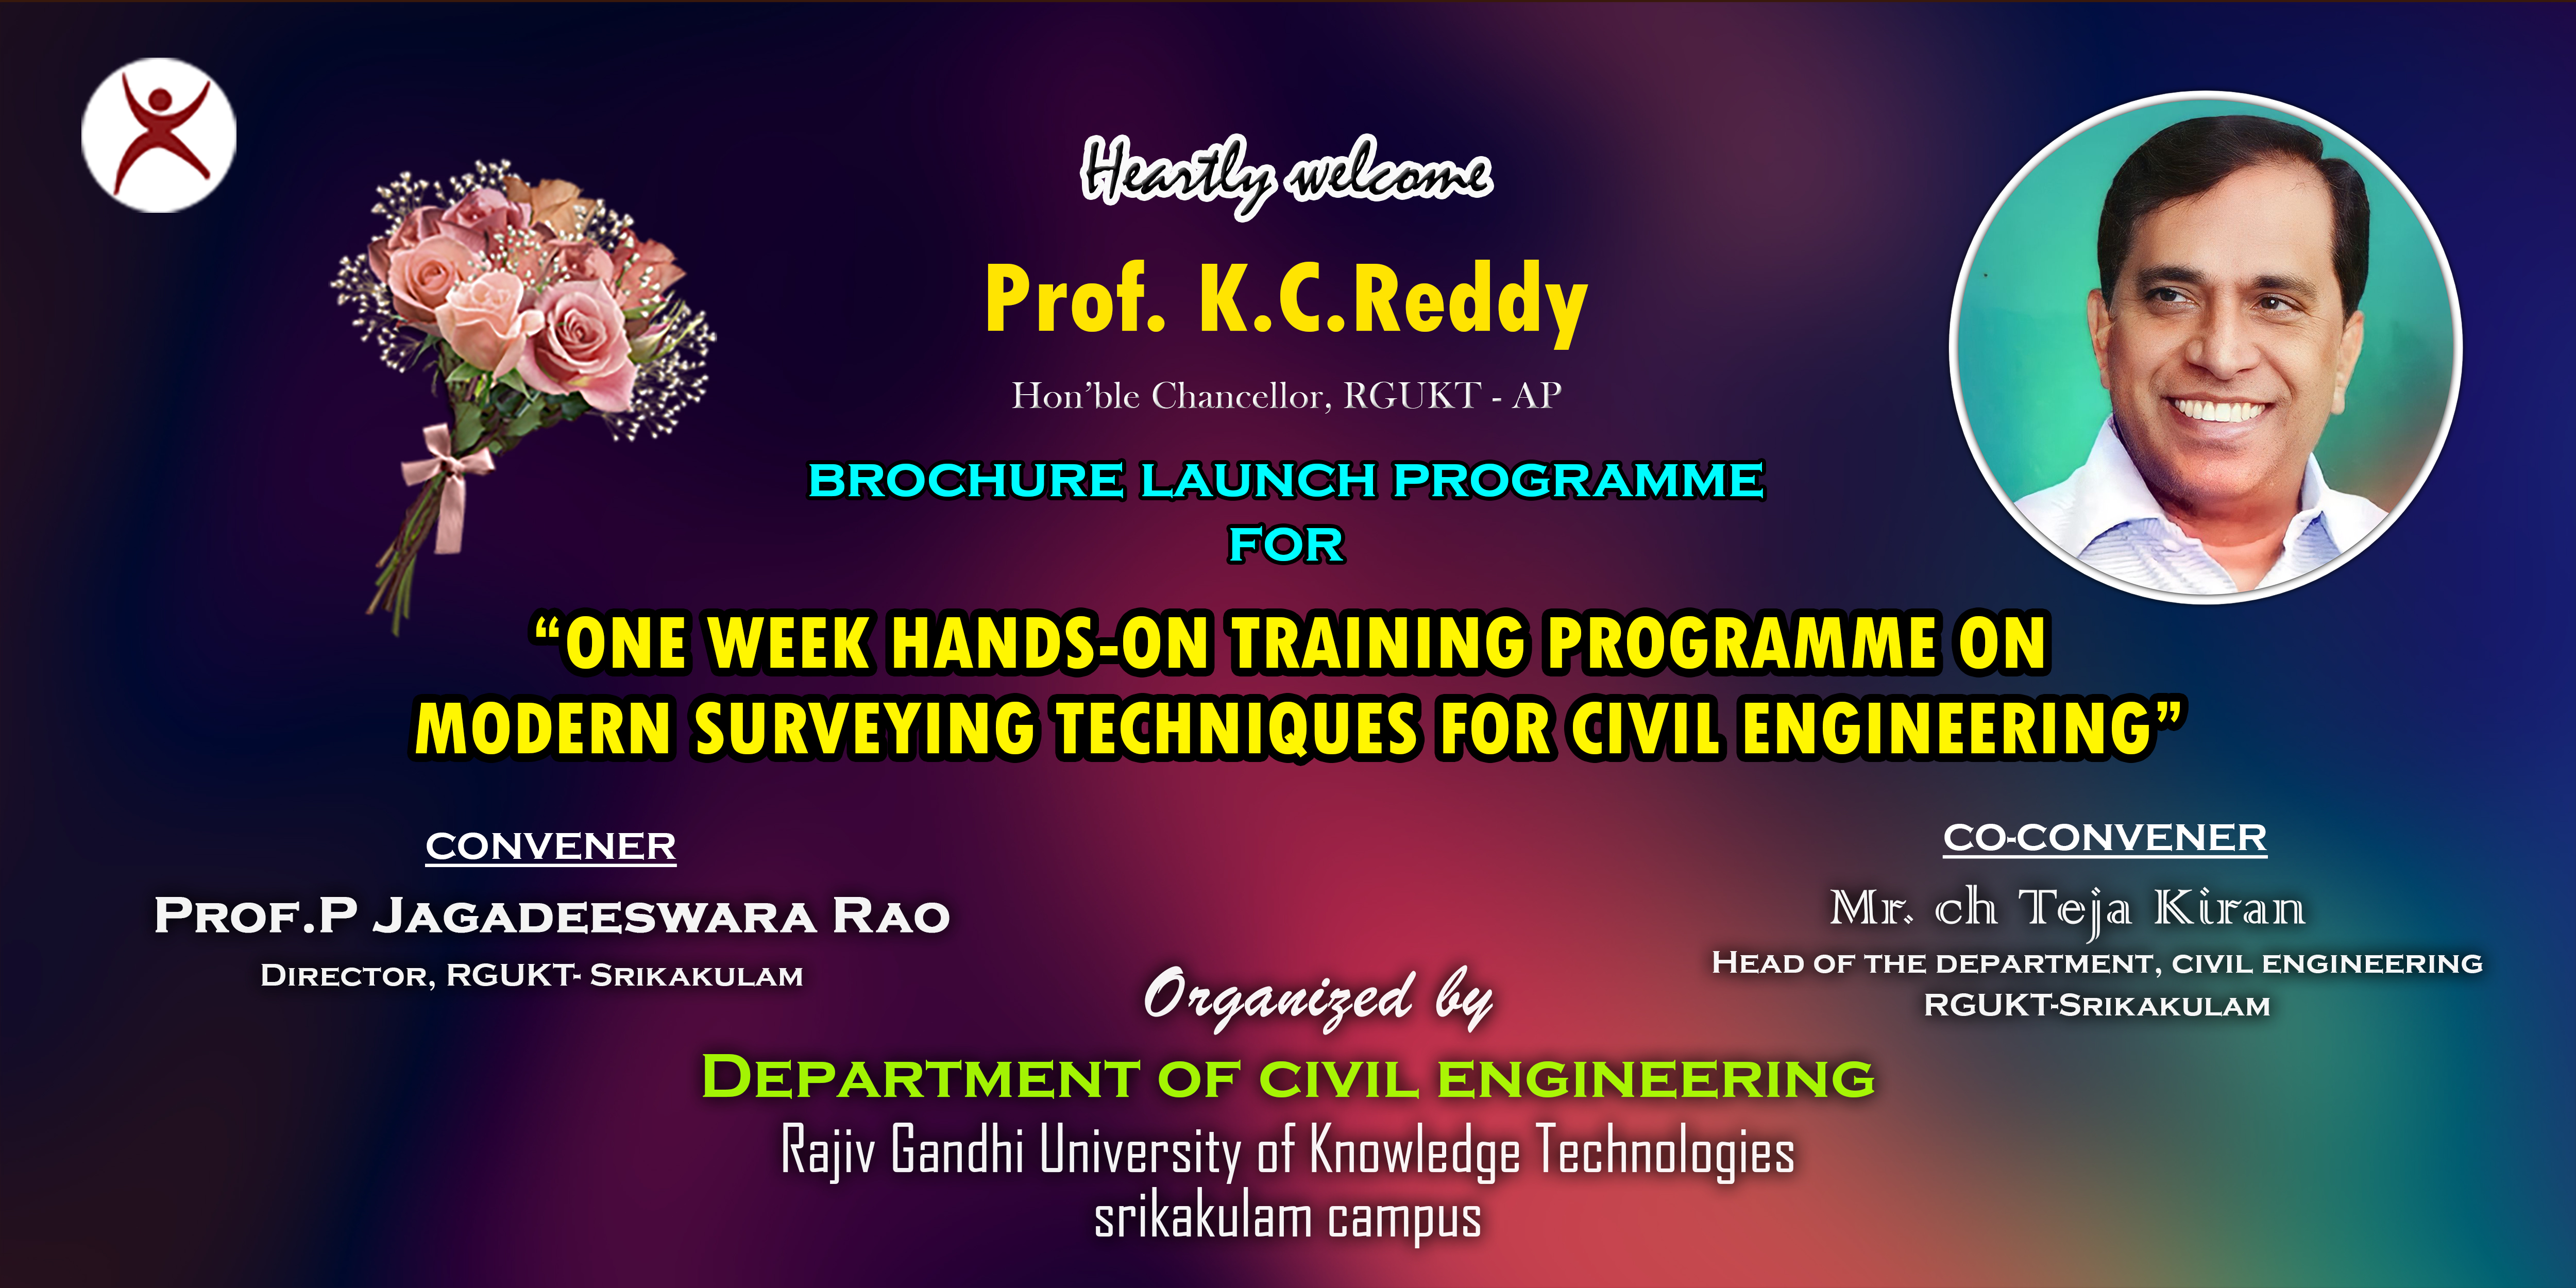 Heartly welcome
Prof. K.C.Reddy
Hon'ble Chancellor, RGUKT - AP
BROCHURE LAUNCH PROGRAMME
FOR
“ONE WEEK HANDS-ON TRAINING PROGRAMME ON
MODERN SURVEYING TECHNIQUES FOR CIVIL ENGINEERING”
CONVENER
PROF.P JAGADEESWARA RAO
DIRECTOR, RGUKT- SRIKAKULAM
CO-CONVENER
Mr. ch Teja Kiran
HEAD OF THE DEPARTMENT, CIVIL ENGINEERING
RGUKT-SRIKAKULAM
Organized by
DEPARTMENT OF CIVIL ENGINEERING
Rajiv Gandhi University of Knowledge Technologies
srikakulam campus